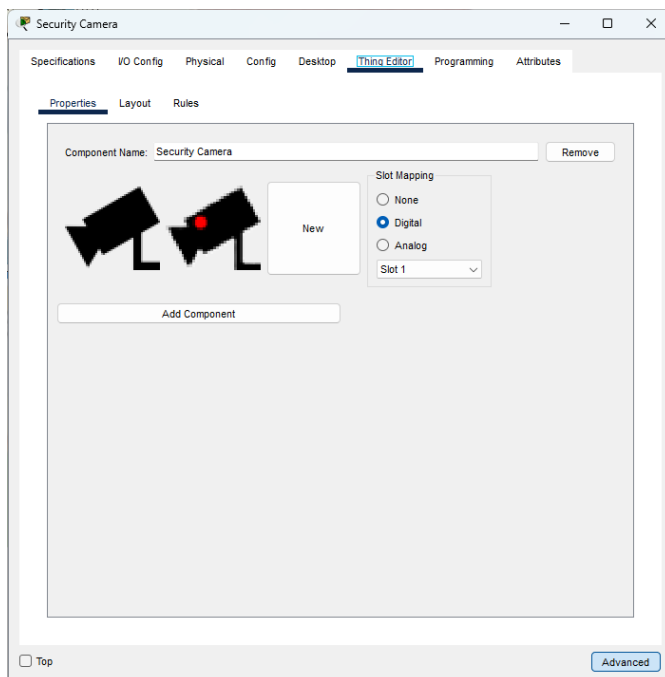 Security Camera
Specifications I/O Config Physical Config Desktop Thing Editor Programming Attributes
Properties Layout Rules
Component Name: Security Camera Remove
Slot Mapping
None
New Digital
Analog
Slot 1
Add Component
Top Advanced